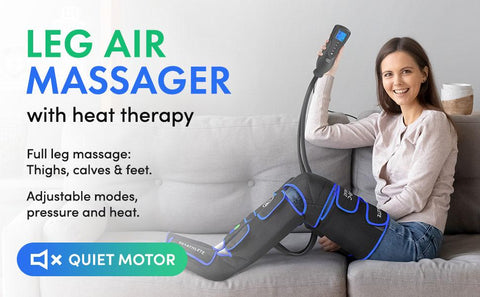 LEG AIR
MASSAGER
with heat therapy
Full leg massage:
Thighs, calves & feet.
Adjustable modes,
pressure and heat.
QUIET MOTOR